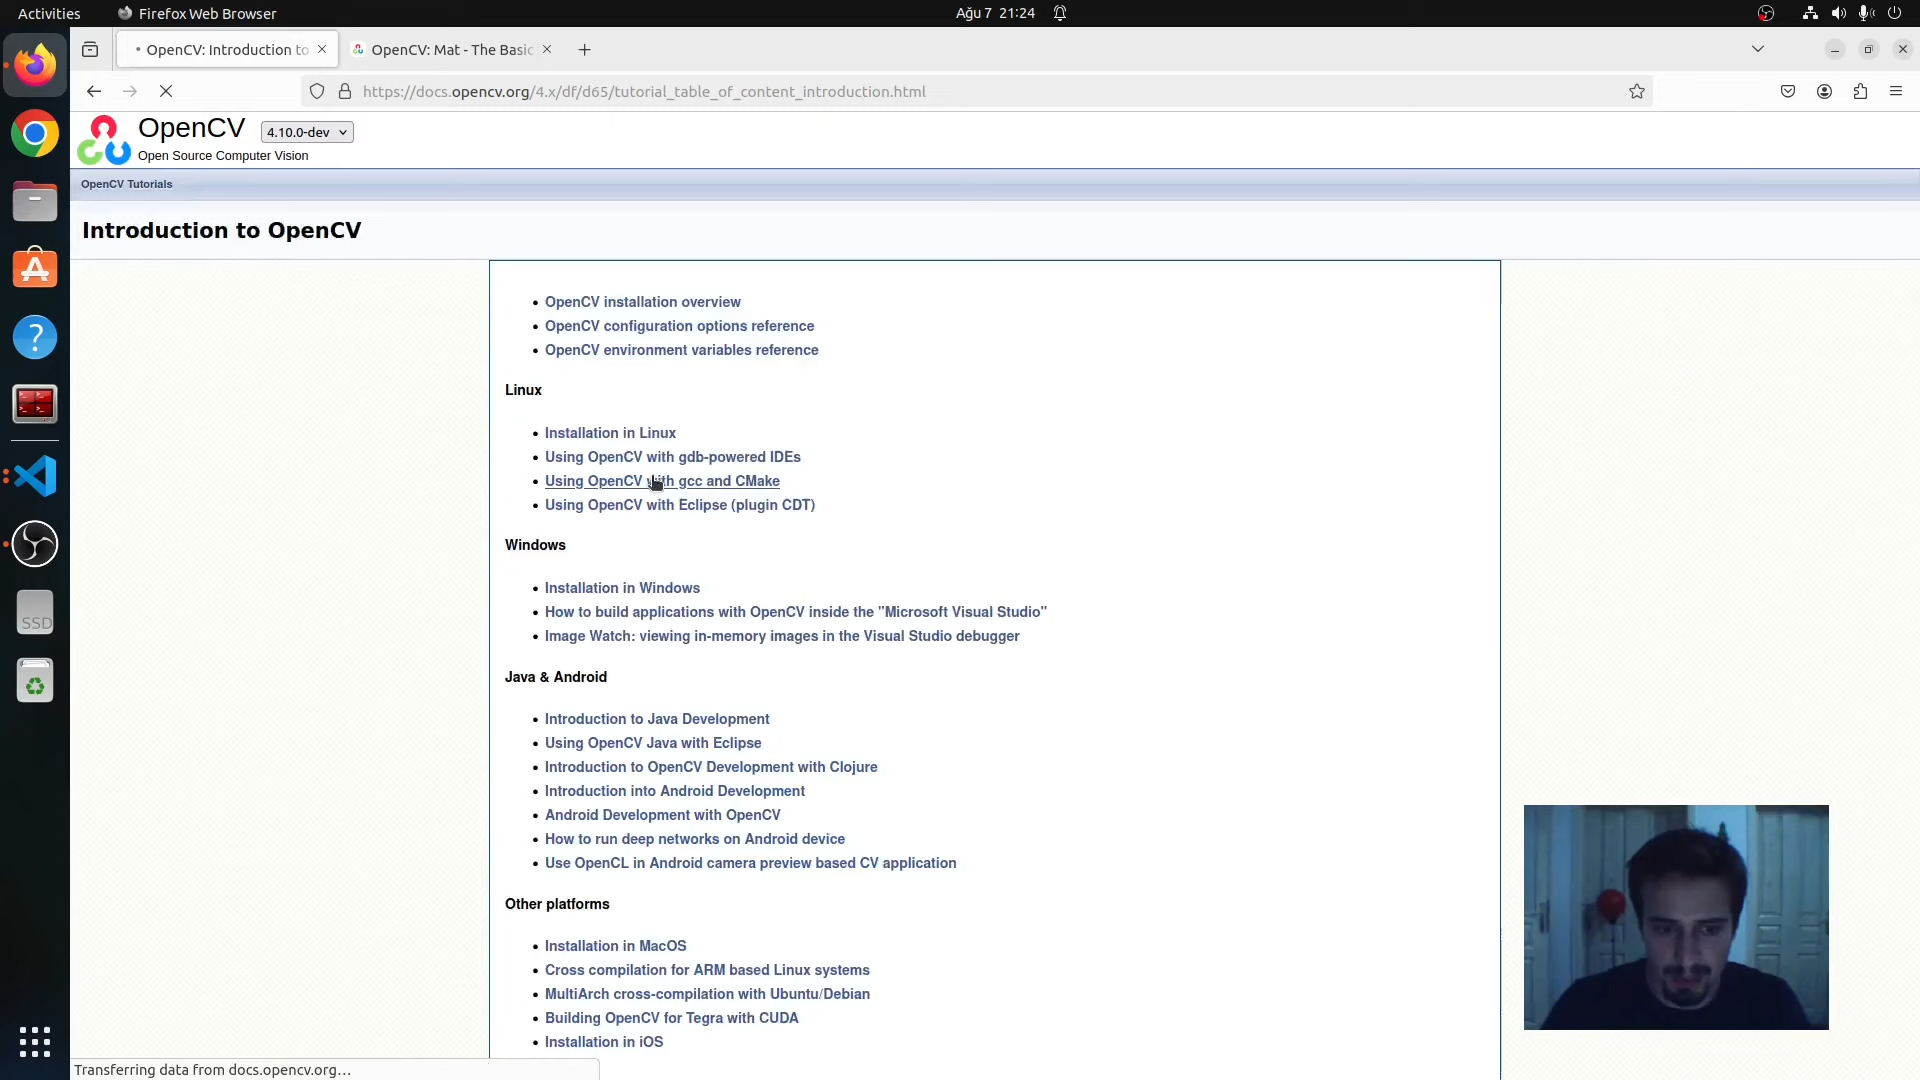 Activities
Firefox Web Browser
Ağu 7 21:24
OpenCV: Introduction to
OpenCV: Mat - The Basic
https://docs.opencv.org/4.x/df/d65/tutorial_table_of_content_introduction.html
OpenCV
4.10.0-dev
Open Source Computer Vision
OpenCV Tutorials
Introduction to OpenCV
OpenCV installation overview
OpenCV configuration options reference
OpenCV environment variables reference
Linux
Installation in Linux
Using OpenCV with gdb-powered IDEs
Using OpenCV with gcc and CMake
Using OpenCV with Eclipse (plugin CDT)
Windows
Installation in Windows
How to build applications with OpenCV inside the "Microsoft Visual Studio"
Image Watch: viewing in-memory images in the Visual Studio debugger
Java & Android
Introduction to Java Development
Using OpenCV Java with Eclipse
Introduction to OpenCV Development with Clojure
Introduction into Android Development
Android Development with OpenCV
How to run deep networks on Android device
Use OpenCL in Android camera preview based CV application
Other platforms
Installation in MacOS
Cross compilation for ARM based Linux systems
MultiArch cross-compilation with Ubuntu/Debian
Building OpenCV for Tegra with CUDA
Installation in iOS
SSD
Transferring data from docs.opencv.org…